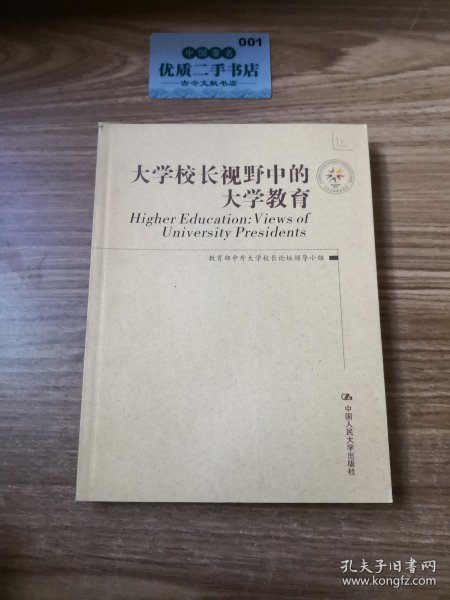 001
中国著名
优质二手书店
古今文献书店
大学校长视野中的
大学教育
Higher Education:Views of
University Presidents
教育部中外大学校长论坛领导小组
中国人民大学出版社
孔夫子旧书网
www.kongfz.com